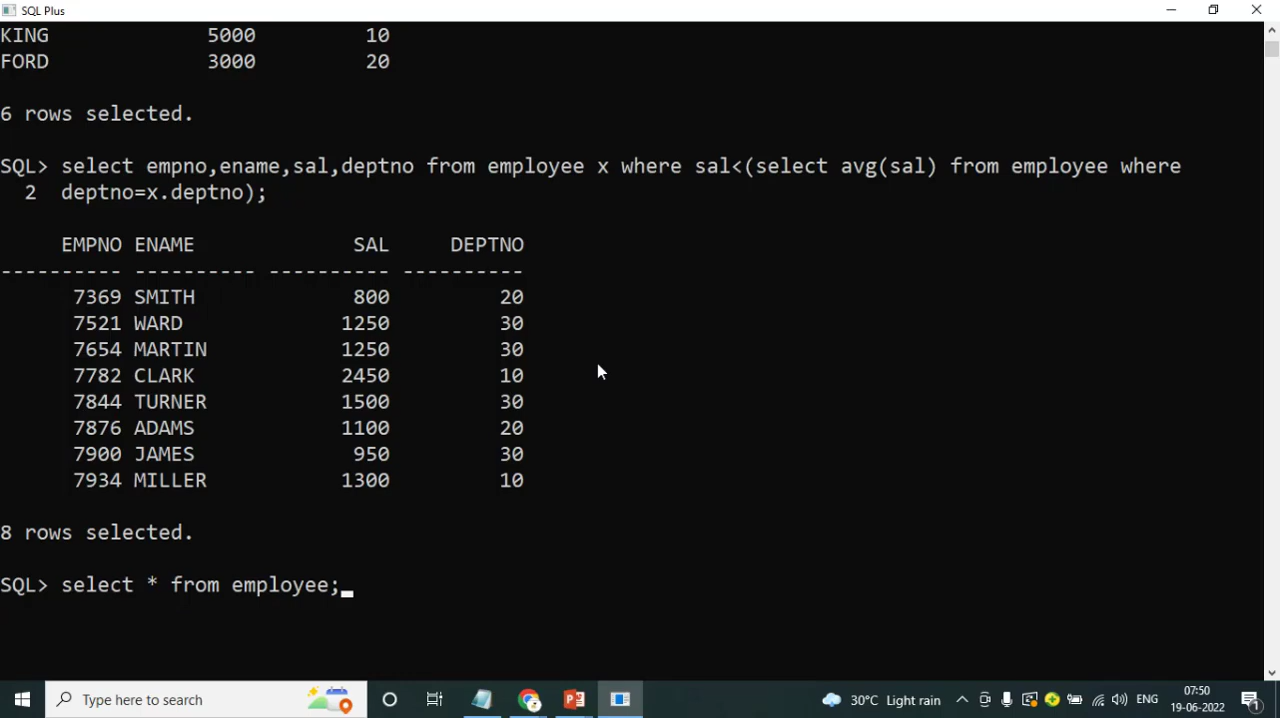 SQL Plus
KING 5000 10
FORD 3000 20
6 rows selected.
SQL> select empno,ename,sal,deptno from employee x where sal<(select avg(sal) from employee where
2 deptno=x.deptno);
EMPNO ENAME SAL DEPTNO
---------- ---------- ---------- ----------
7369 SMITH 800 20
7521 WARD 1250 30
7654 MARTIN 1250 30
7782 CLARK 2450 10
7844 TURNER 1500 30
7876 ADAMS 1100 20
7900 JAMES 950 30
7934 MILLER 1300 10
8 rows selected.
SQL> select * from employee;
Type here to search
30°C Light rain
ENG
07:50
19-06-2022
1